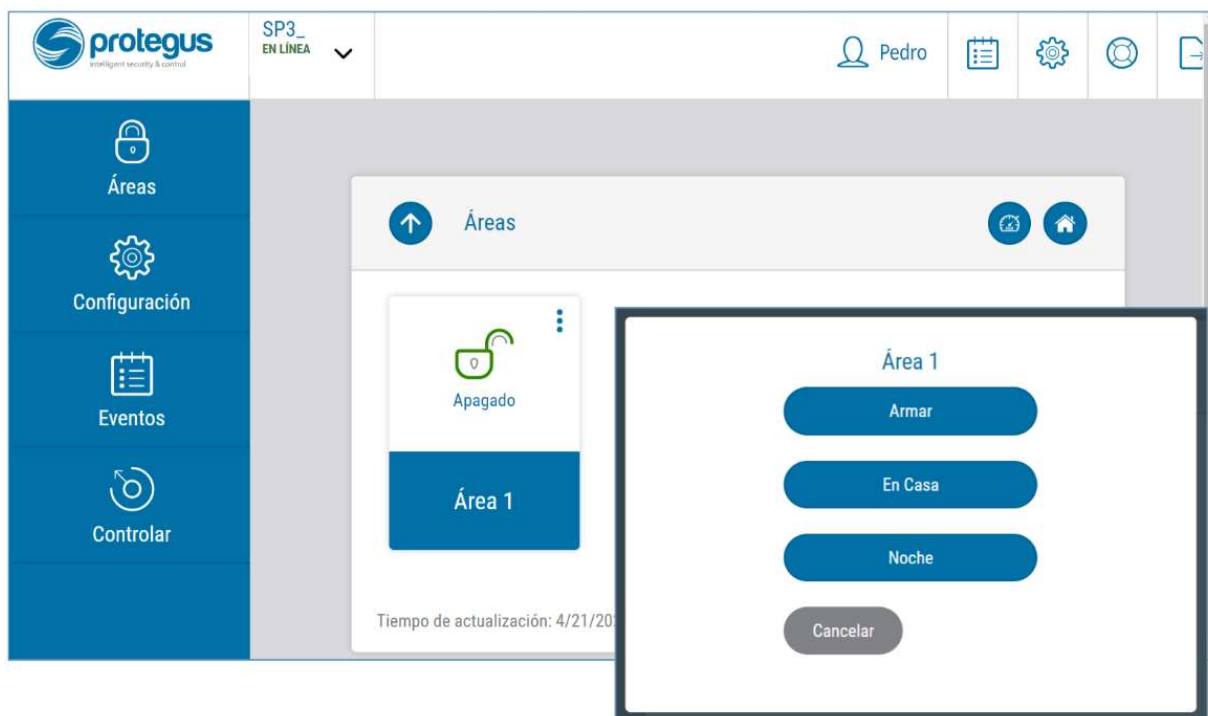 protegus
intelligent security & control
SP3_
EN LÍNEA
Pedro
Áreas
Configuración
Eventos
Controlar
Áreas
Apagado
Área 1
Tiempo de actualización: 4/21/20
Área 1
Armar
En Casa
Noche
Cancelar